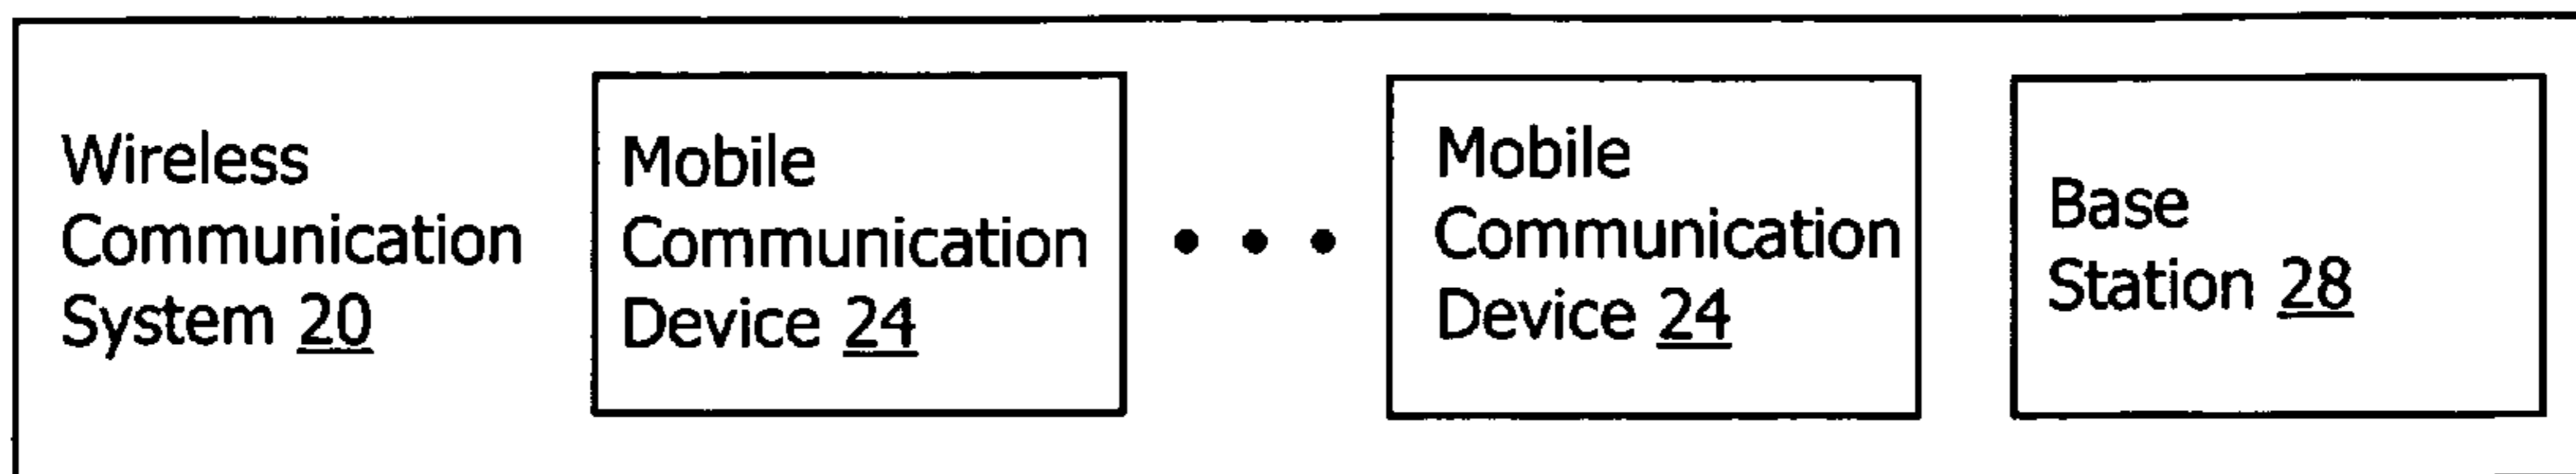 Wireless
Communication
System 20
Mobile
Communication
Device 24
• • •
Mobile
Communication
Device 24
Base
Station 28